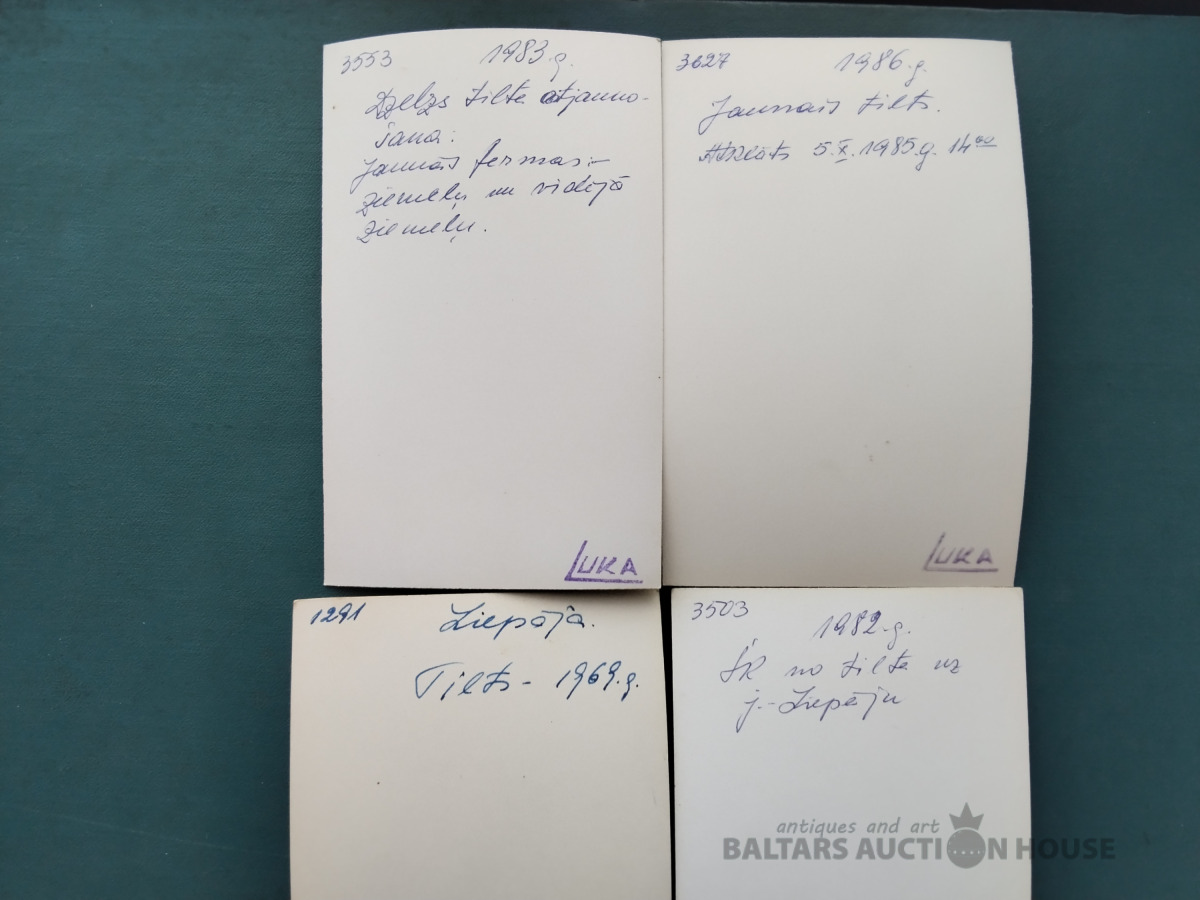 3553 1983.g.
Dzelzs tilta atjauno-
šana:
Jaunās fermas:-
ziemeļu un vidējā
ziemeļu.
LUKA
3627 1986.g.
Jaunais tilts.
Atklāts 5.X.1985.g. 14⁰⁰
LUKA
1291 Liepāja.
Tilts - 1969.g.
3503
1982.g.
no tilta uz
j.-Liepāju
antiques and art
BALTARS AUCTION HOUSE